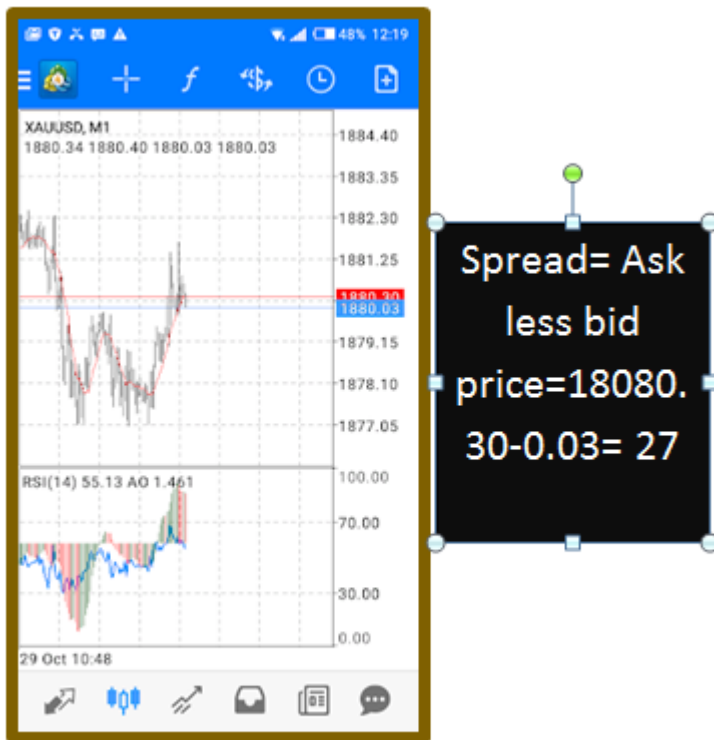 48% 12:19
f
XAUUSD, M1
1880.34 1880.40 1880.03 1880.03
1884.40
1883.35
1882.30
1881.25
1880.30
1880.03
1879.15
1878.10
1877.05
RSI(14) 55.13 AO 1.461
100.00
70.00
30.00
0.00
29 Oct 10:48
Spread= Ask
less bid
price=18080.
30-0.03= 27